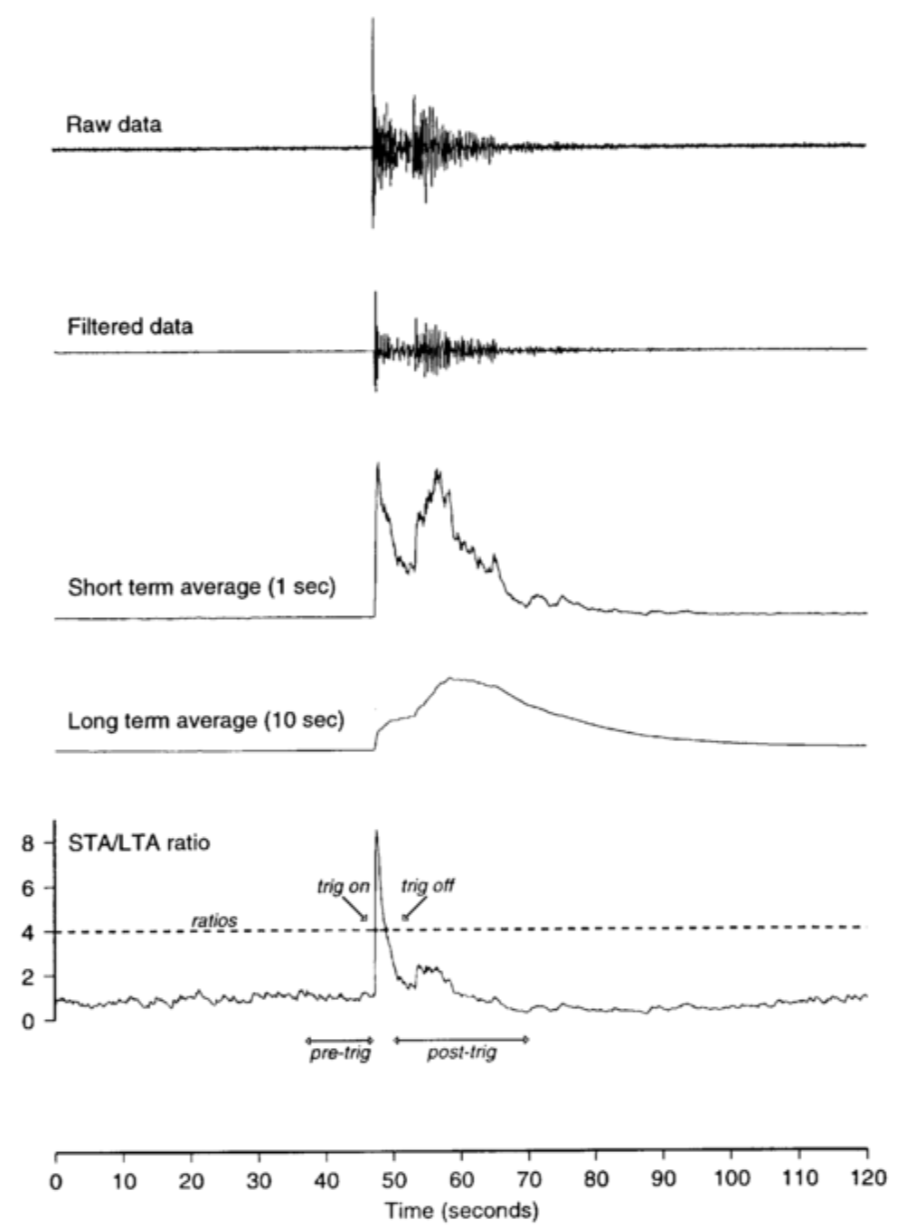 Raw data
Filtered data
Short term average (1 sec)
Long term average (10 sec)
8
STA/LTA ratio
6
trig on
trig off
ratios
4
2
0
pre-trig
post-trig
0 10 20 30 40 50 60 70 80 90 100 110 120
Time (seconds)